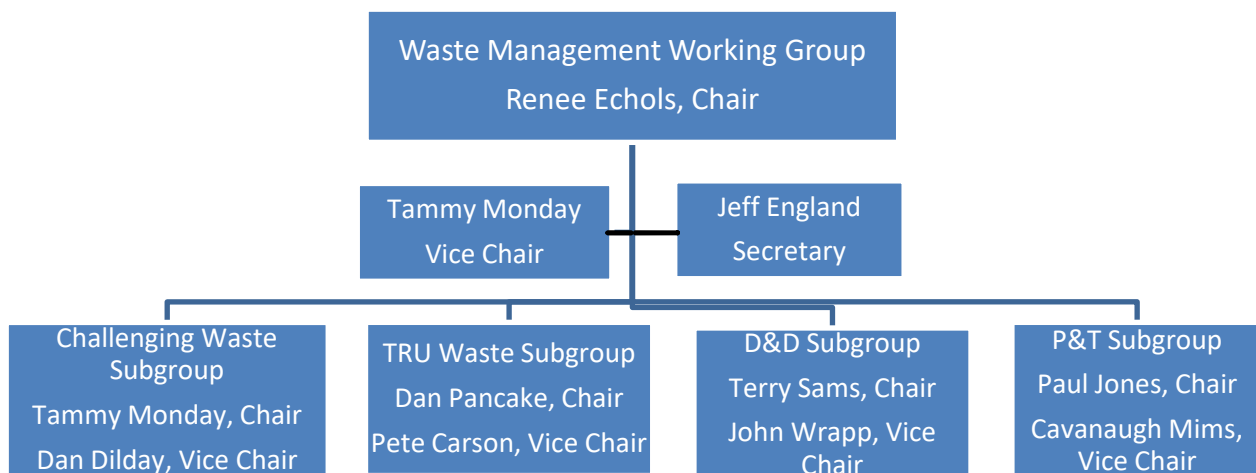 Waste Management Working Group
Renee Echols, Chair
Tammy Monday
Vice Chair
Jeff England
Secretary
Challenging Waste
Subgroup
Tammy Monday, Chair
Dan Dilday, Vice Chair
TRU Waste Subgroup
Dan Pancake, Chair
Pete Carson, Vice Chair
D&D Subgroup
Terry Sams, Chair
John Wrapp, Vice
Chair
P&T Subgroup
Paul Jones, Chair
Cavanaugh Mims,
Vice Chair